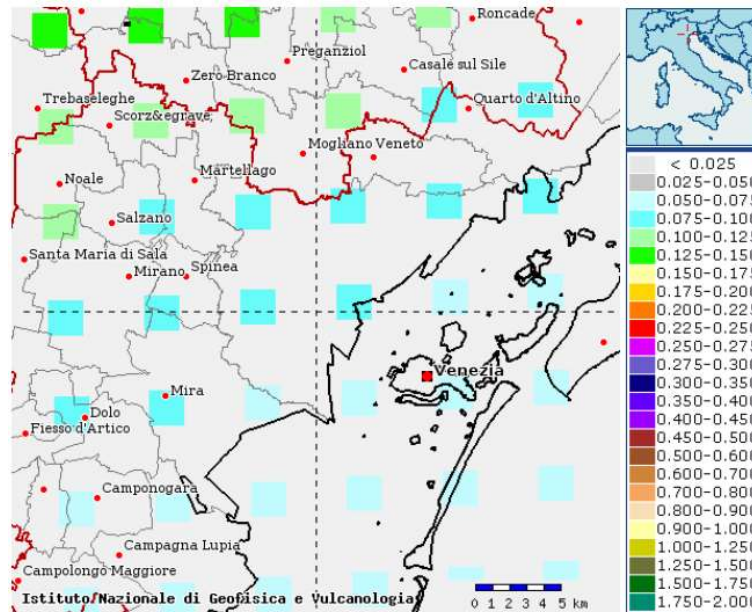 Roncade
Preganziol
Casale sul Sile
Zero Branco
Trebaseleghe
Quarto d'Altino
Scorz&egrave;
Mogliano Veneto
Martellago
Noale
Salzano
Santa Maria di Sala
Mirano
Spinea
Venezia
Mira
Dolo
Fiesso d'Artico
Camponogara
Campagna Lupia
Campolongo Maggiore
Istituto Nazionale di Geofisica e Vulcanologia
0 1 2 3 4 5 km
< 0.025
0.025-0.050
0.050-0.075
0.075-0.100
0.100-0.125
0.125-0.150
0.150-0.175
0.175-0.200
0.200-0.225
0.225-0.250
0.250-0.275
0.275-0.300
0.300-0.350
0.350-0.400
0.400-0.450
0.450-0.500
0.500-0.600
0.600-0.700
0.700-0.800
0.800-0.900
0.900-1.000
1.000-1.250
1.250-1.500
1.500-1.750
1.750-2.000